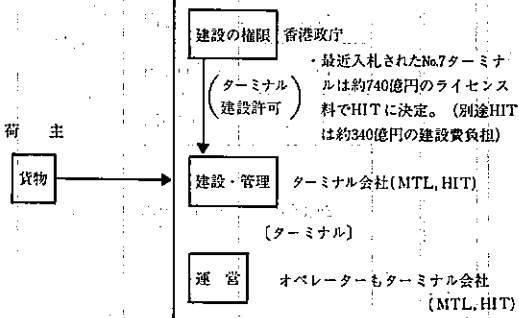 建設の権限 香港政庁
・最近入札されたNo.7ターミナ
ルは約740億円のライセンス
料でHITに決定。(別途HIT
は約340億円の建設費負担)
(ターミナル
建設許可)
荷 主
貨物
建設・管理 ターミナル会社(MTL, HIT)
〔ターミナル〕
運 営 オペレーターもターミナル会社
(MTL, HIT)